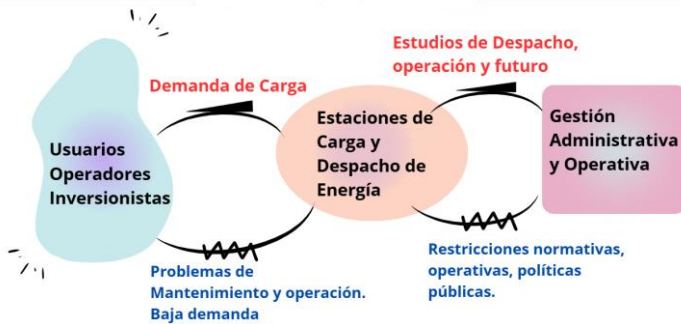 Estudios de Despacho,
operación y futuro
Demanda de Carga
Usuarios
Operadores
Inversionistas
Estaciones de
Carga y
Despacho de
Energía
Gestión
Administrativa
y Operativa
Problemas de
Mantenimiento y operación.
Baja demanda
Restricciones normativas,
operativas, políticas
públicas.